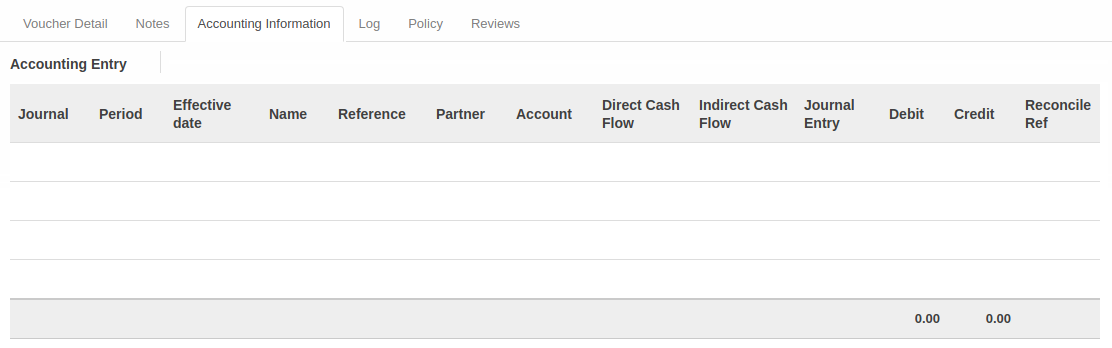 Voucher Detail Notes Accounting Information Log Policy Reviews
Accounting Entry
Journal Period Effective date Name Reference Partner Account Direct Cash Flow Indirect Cash Flow Journal Entry Debit Credit Reconcile Ref
0.00 0.00